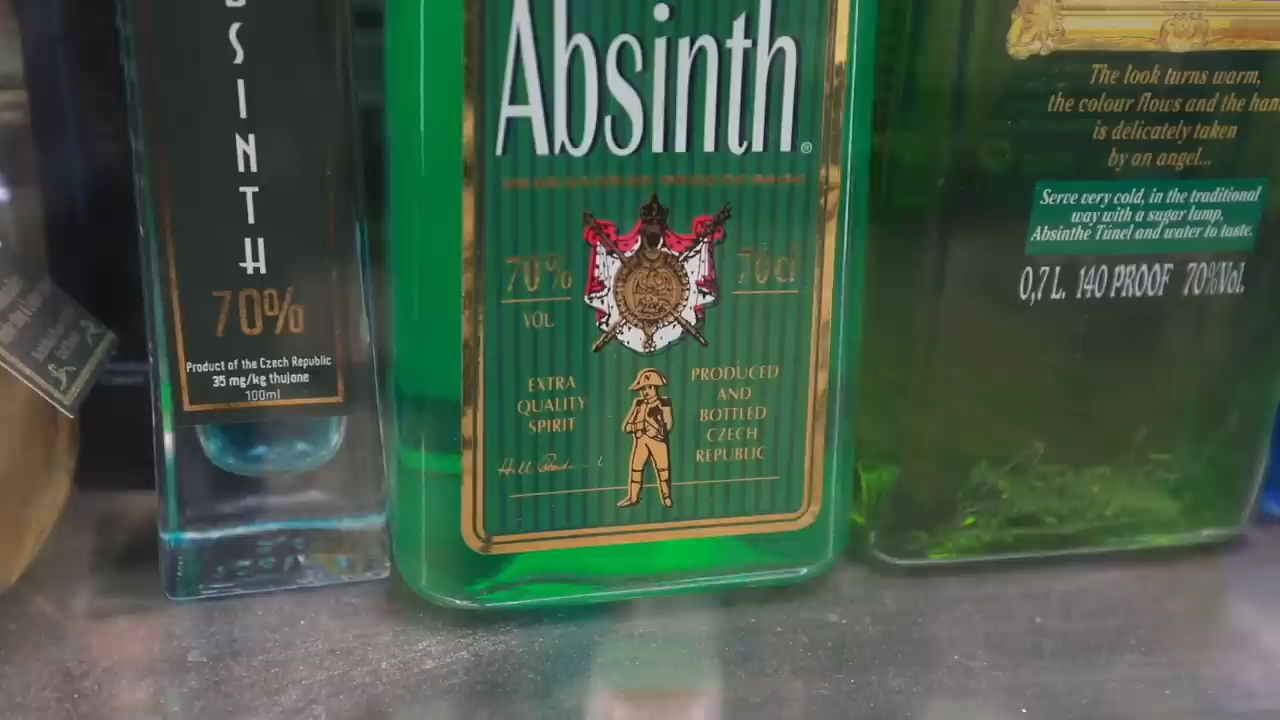 BSINTH
70%
Product of the Czech Republic
35 mg/kg thujone
100ml
Absinth®
70%
VOL.
70cl
EXTRA
QUALITY
SPIRIT
PRODUCED
AND
BOTTLED
CZECH
REPUBLIC
N
The look turns warm,
the colour flows and the han
is delicately taken
by an angel...
Serve very cold, in the traditional
way with a sugar lump,
Absinthe Túnel and water to taste.
0,7 L. 140 PROOF 70%Vol.